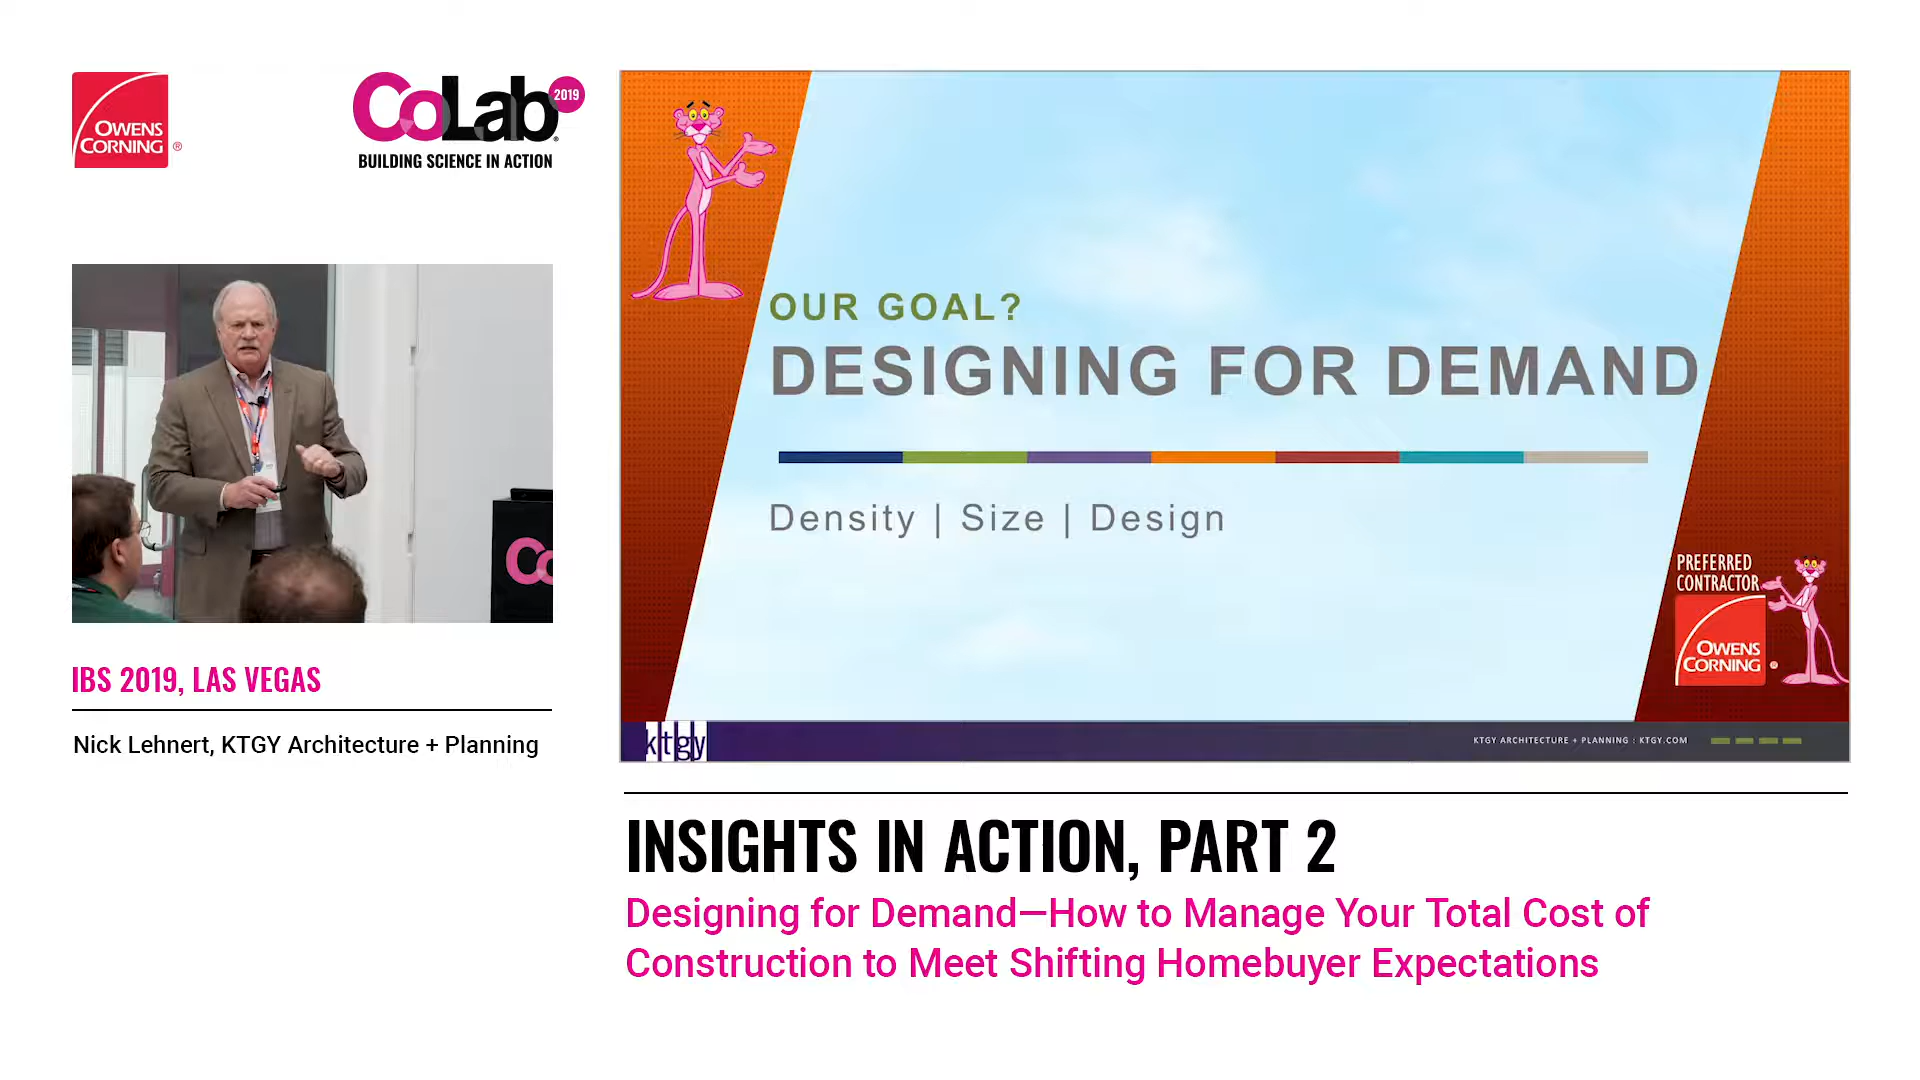 OWENS
CORNING ®
CoLab 2019
BUILDING SCIENCE IN ACTION
Co
IBS 2019, LAS VEGAS
Nick Lehnert, KTGY Architecture + Planning
OUR GOAL?
DESIGNING FOR DEMAND
Density | Size | Design
PREFERRED
CONTRACTOR
OWENS
CORNING ®
ktgy
KTGY ARCHITECTURE + PLANNING : KTGY.COM
INSIGHTS IN ACTION, PART 2
Designing for Demand—How to Manage Your Total Cost of
Construction to Meet Shifting Homebuyer Expectations